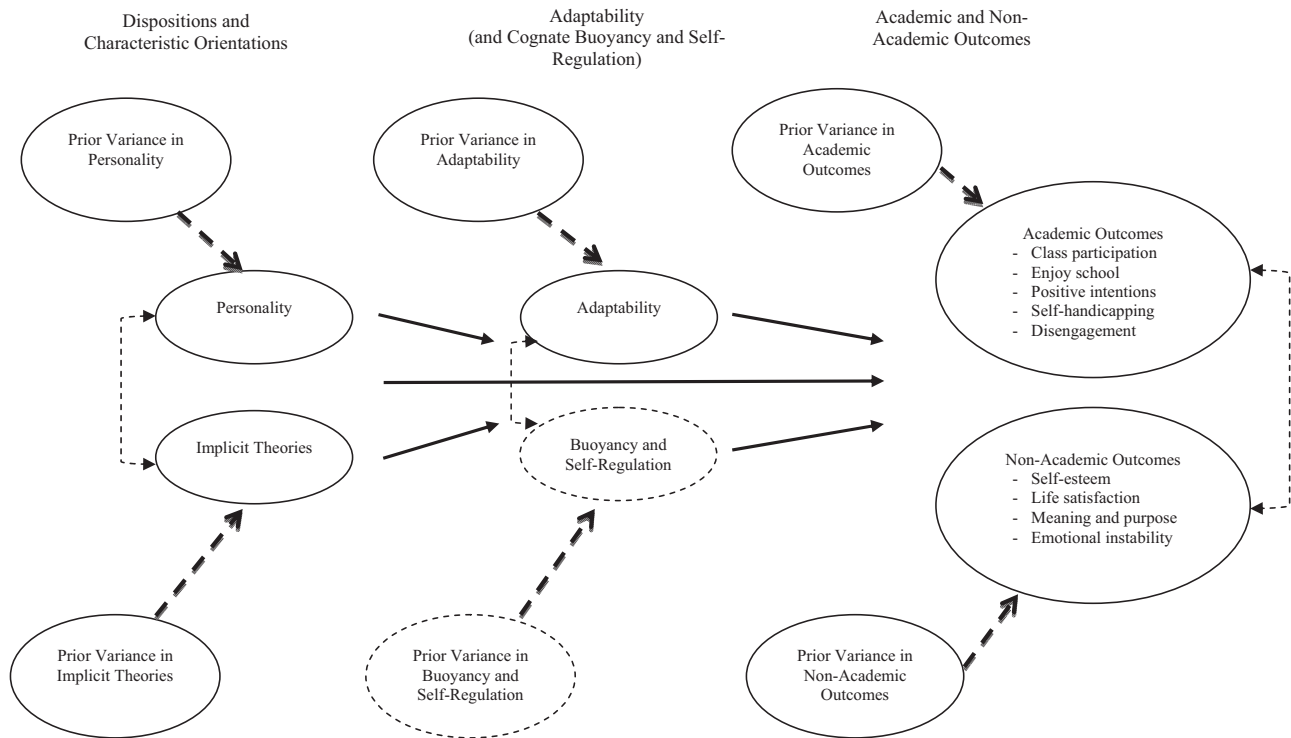 Dispositions and
Characteristic Orientations
Adaptability
(and Cognate Buoyancy and Self-
Regulation)
Academic and Non-
Academic Outcomes
Prior Variance in
Personality
Prior Variance in
Adaptability
Prior Variance in
Academic
Outcomes
Personality
Adaptability
Academic Outcomes
- Class participation
- Enjoy school
- Positive intentions
- Self-handicapping
- Disengagement
Implicit Theories
Buoyancy and
Self-Regulation
Non-Academic Outcomes
- Self-esteem
- Life satisfaction
- Meaning and purpose
- Emotional instability
Prior Variance in
Implicit Theories
Prior Variance in
Buoyancy and
Self-Regulation
Prior Variance in
Non-Academic
Outcomes